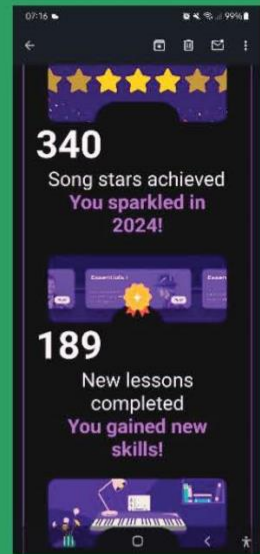 07:16
99%
340
Song stars achieved
You sparkled in
2024!
Essentials I
189
New lessons
completed
You gained new
skills!